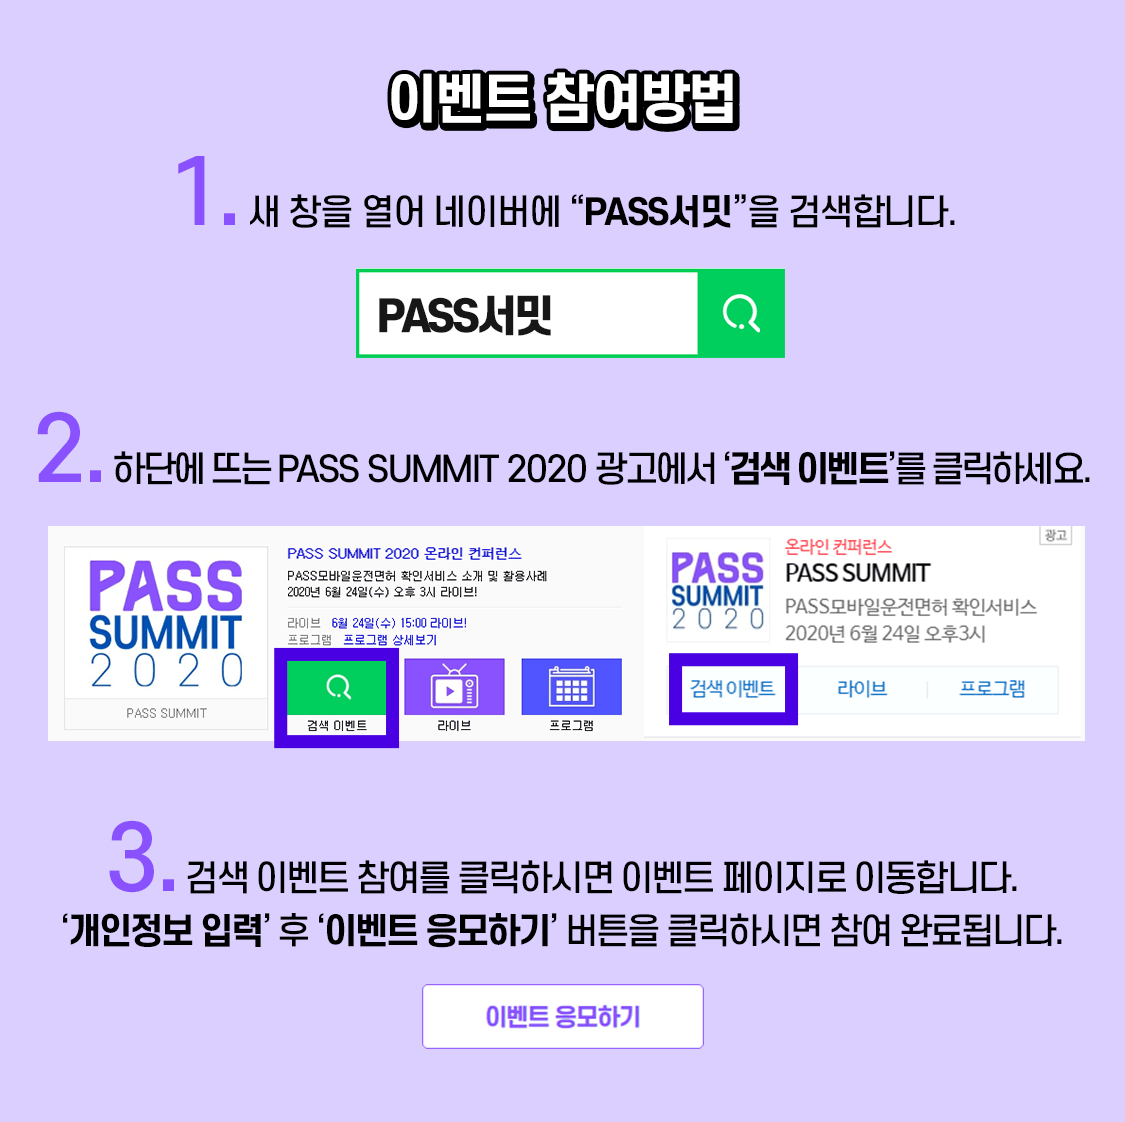 이벤트 참여방법
1. 새 창을 열어 네이버에 “PASS서밋”을 검색합니다.
PASS서밋
2. 하단에 뜨는 PASS SUMMIT 2020 광고에서 ‘검색 이벤트’를 클릭하세요.
PASS
SUMMIT
2020
PASS SUMMIT
PASS SUMMIT 2020 온라인 컨퍼런스
PASS모바일운전면허 확인서비스 소개 및 활용사례
2020년 6월 24일(수) 오후 3시 라이브!
라이브 6월 24일(수) 15:00 라이브!
프로그램 프로그램 상세보기
검색 이벤트 라이브 프로그램
광고
PASS
SUMMIT
2020
온라인 컨퍼런스
PASS SUMMIT
PASS모바일운전면허 확인서비스
2020년 6월 24일 오후3시
검색 이벤트 라이브 프로그램
3. 검색 이벤트 참여를 클릭하시면 이벤트 페이지로 이동합니다.
‘개인정보 입력’ 후 ‘이벤트 응모하기’ 버튼을 클릭하시면 참여 완료됩니다.
이벤트 응모하기